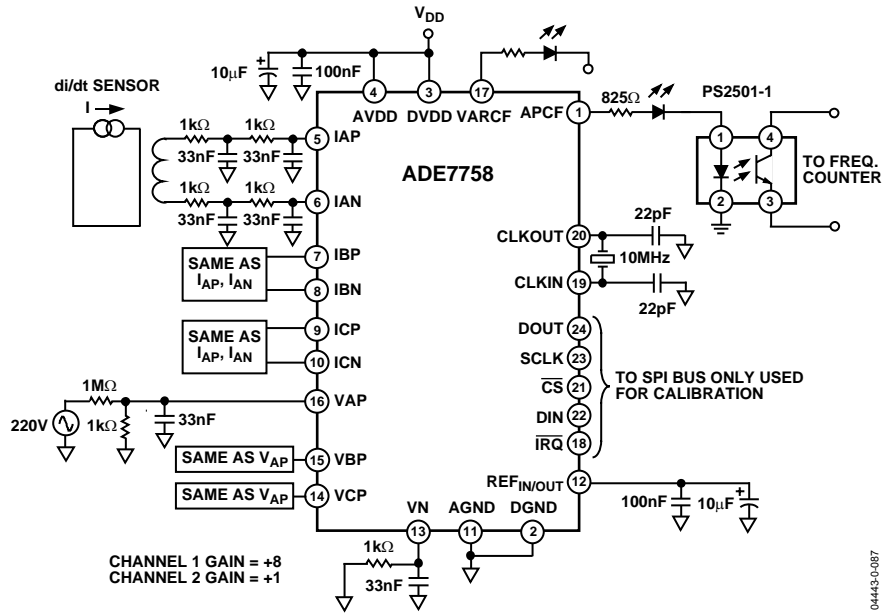 VDD
10µF
100nF
825Ω
PS2501-1
di/dt SENSOR
I
4
3
17
AVDD
DVDD
VARCF
APCF
1
1
4
2
3
TO FREQ.
COUNTER
1kΩ
1kΩ
33nF
33nF
5
IAP
ADE7758
1kΩ
1kΩ
33nF
33nF
6
IAN
22pF
CLKOUT
20
10MHz
CLKIN
19
22pF
SAME AS
IAP, IAN
7
IBP
8
IBN
SAME AS
IAP, IAN
9
ICP
10
ICN
DOUT
24
SCLK
23
CS
21
DIN
22
IRQ
18
TO SPI BUS ONLY USED
FOR CALIBRATION
1MΩ
220V
1kΩ
33nF
16
VAP
SAME AS VAP
15
VBP
SAME AS VCP
14
VCP
REFIN/OUT
12
100nF
10µF
VN
AGND
DGND
13
11
2
1kΩ
33nF
CHANNEL 1 GAIN = +8
CHANNEL 2 GAIN = +1
04443-0-087